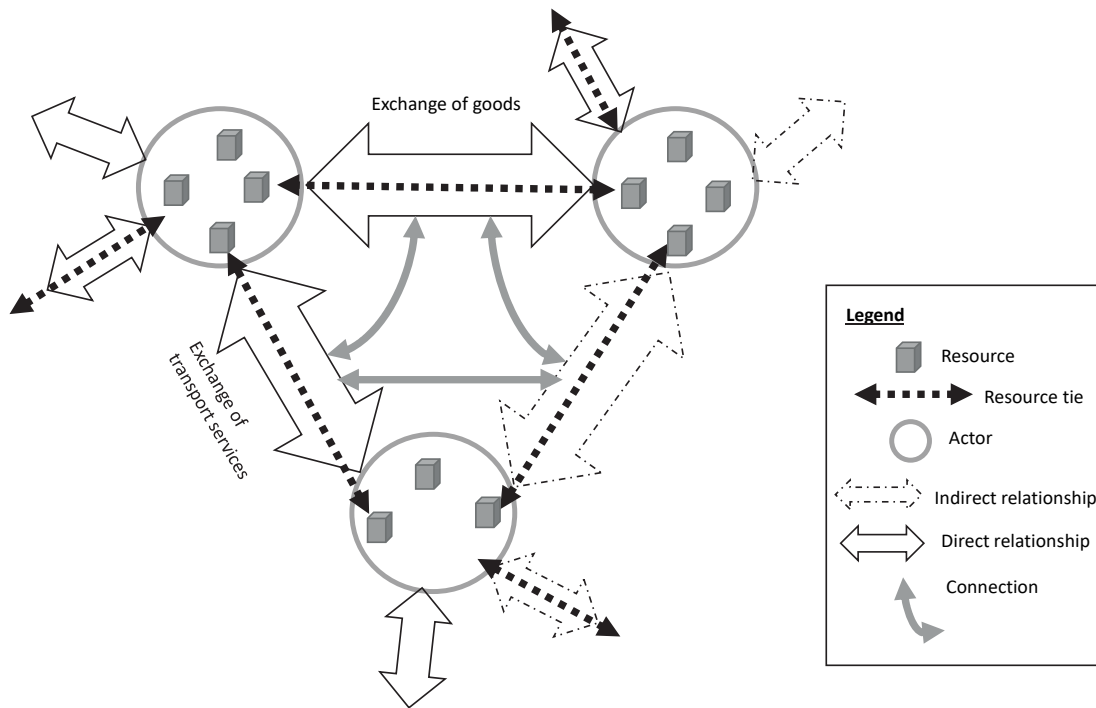 Exchange of goods
Exchange of
transport services
Legend
Resource
Resource tie
Actor
Indirect relationship
Direct relationship
Connection